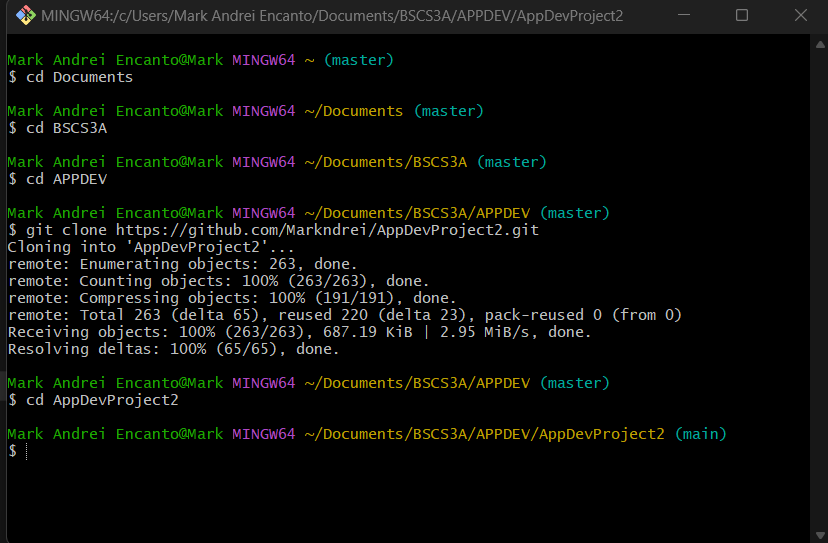 MINGW64:/c/Users/Mark Andrei Encanto/Documents/BSCS3A/APPDEV/AppDevProject2
Mark Andrei Encanto@Mark MINGW64 ~ (master)
$ cd Documents
Mark Andrei Encanto@Mark MINGW64 ~/Documents (master)
$ cd BSCS3A
Mark Andrei Encanto@Mark MINGW64 ~/Documents/BSCS3A (master)
$ cd APPDEV
Mark Andrei Encanto@Mark MINGW64 ~/Documents/BSCS3A/APPDEV (master)
$ git clone https://github.com/Markndrei/AppDevProject2.git
Cloning into 'AppDevProject2'...
remote: Enumerating objects: 263, done.
remote: Counting objects: 100% (263/263), done.
remote: Compressing objects: 100% (191/191), done.
remote: Total 263 (delta 65), reused 220 (delta 23), pack-reused 0 (from 0)
Receiving objects: 100% (263/263), 687.19 KiB | 2.95 MiB/s, done.
Resolving deltas: 100% (65/65), done.
Mark Andrei Encanto@Mark MINGW64 ~/Documents/BSCS3A/APPDEV (master)
$ cd AppDevProject2
Mark Andrei Encanto@Mark MINGW64 ~/Documents/BSCS3A/APPDEV/AppDevProject2 (main)
$